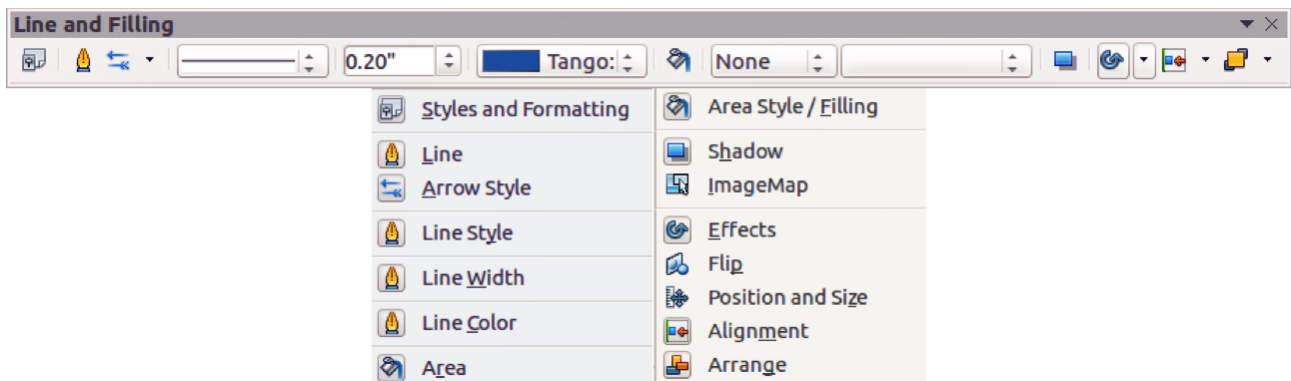 Line and Filling
0.20"
Tango:
None
Styles and Formatting
Line
Arrow Style
Line Style
Line Width
Line Color
Area
Area Style / Filling
Shadow
ImageMap
Effects
Flip
Position and Size
Alignment
Arrange